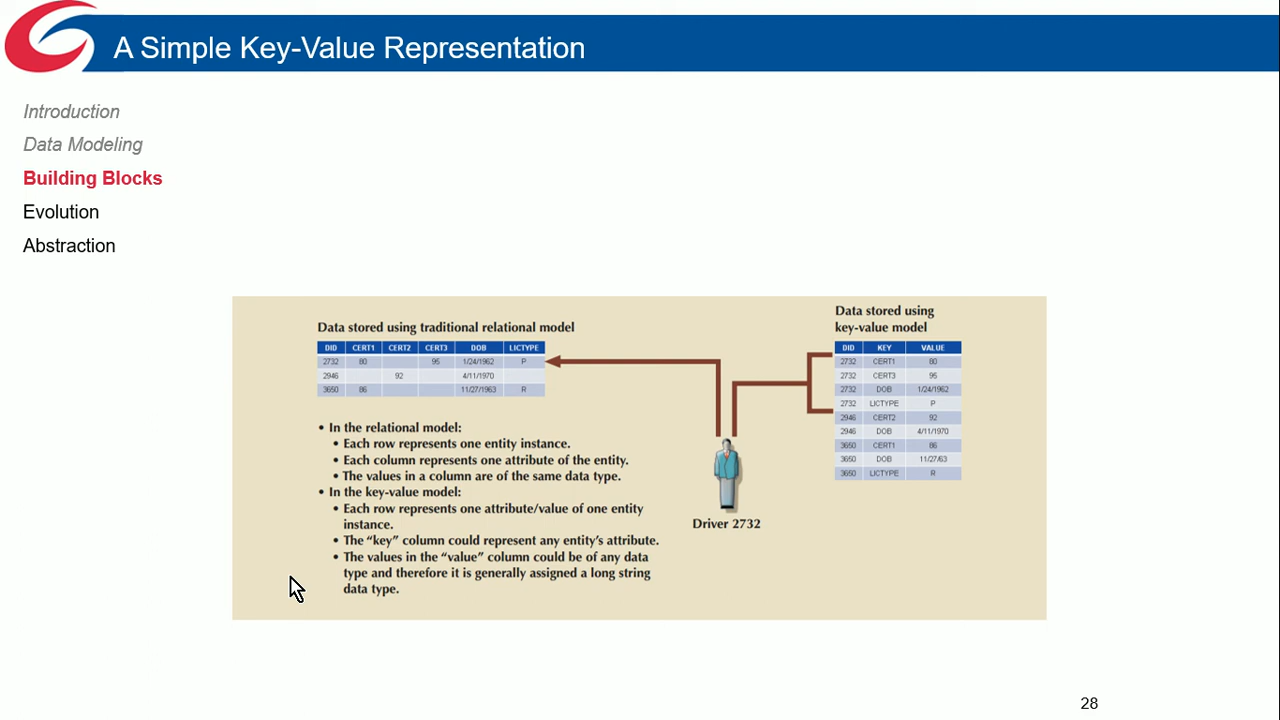 A Simple Key-Value Representation
Introduction
Data Modeling
Building Blocks
Evolution
Abstraction
Data stored using traditional relational model
DID CERT1 CERT2 CERT3 DOB LICTYPE
2732 80 95 1/24/1962 P
2946 92 4/11/1970
3650 86 11/27/1963 R
• In the relational model:
• Each row represents one entity instance.
• Each column represents one attribute of the entity.
• The values in a column are of the same data type.
• In the key-value model:
• Each row represents one attribute/value of one entity
instance.
• The “key” column could represent any entity’s attribute.
• The values in the “value” column could be of any data
type and therefore it is generally assigned a long string
data type.
Driver 2732
Data stored using
key-value model
DID KEY VALUE
2732 CERT1 80
2732 CERT3 95
2732 DOB 1/24/1962
2732 LICTYPE P
2946 CERT2 92
2946 DOB 4/11/1970
3650 CERT1 86
3650 DOB 11/27/63
3650 LICTYPE R
28